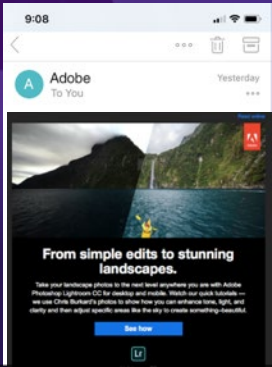 9:08
A
Adobe
Yesterday
To You
Read online
Adobe
From simple edits to stunning
landscapes.
Take your landscape photos to the next level anywhere you are with Adobe
Photoshop Lightroom CC for desktop and mobile. Watch our quick tutorials —
we use Chris Burkard's photos to show how you can enhance tone, light, and
clarity and then adjust specific areas like the sky to create something–beautiful.
See how
Lr